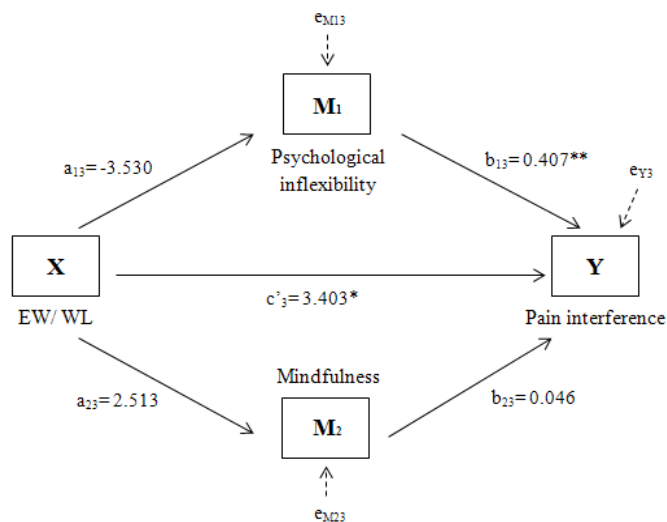 eM13
M1
a13=-3.530
Psychological
inflexibility
b13=0.407**
eY3
X
Y
c'3=3.403*
EW/ WL
Pain interference
Mindfulness
a23=2.513
b23=0.046
M2
eM23